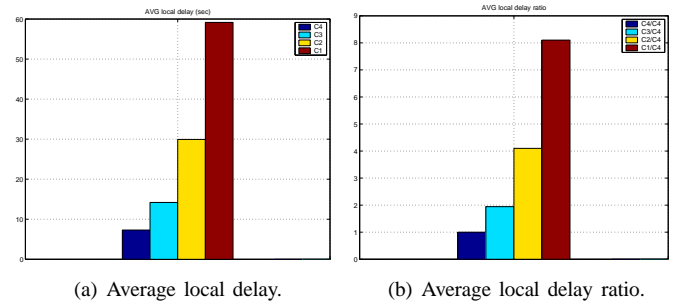 AVG local delay (sec)
60
50
40
30
20
10
0
C4
C3
C2
C1
(a) Average local delay.
AVG local delay ratio
9
8
7
6
5
4
3
2
1
0
C4/C4
C3/C4
C2/C4
C1/C4
(b) Average local delay ratio.